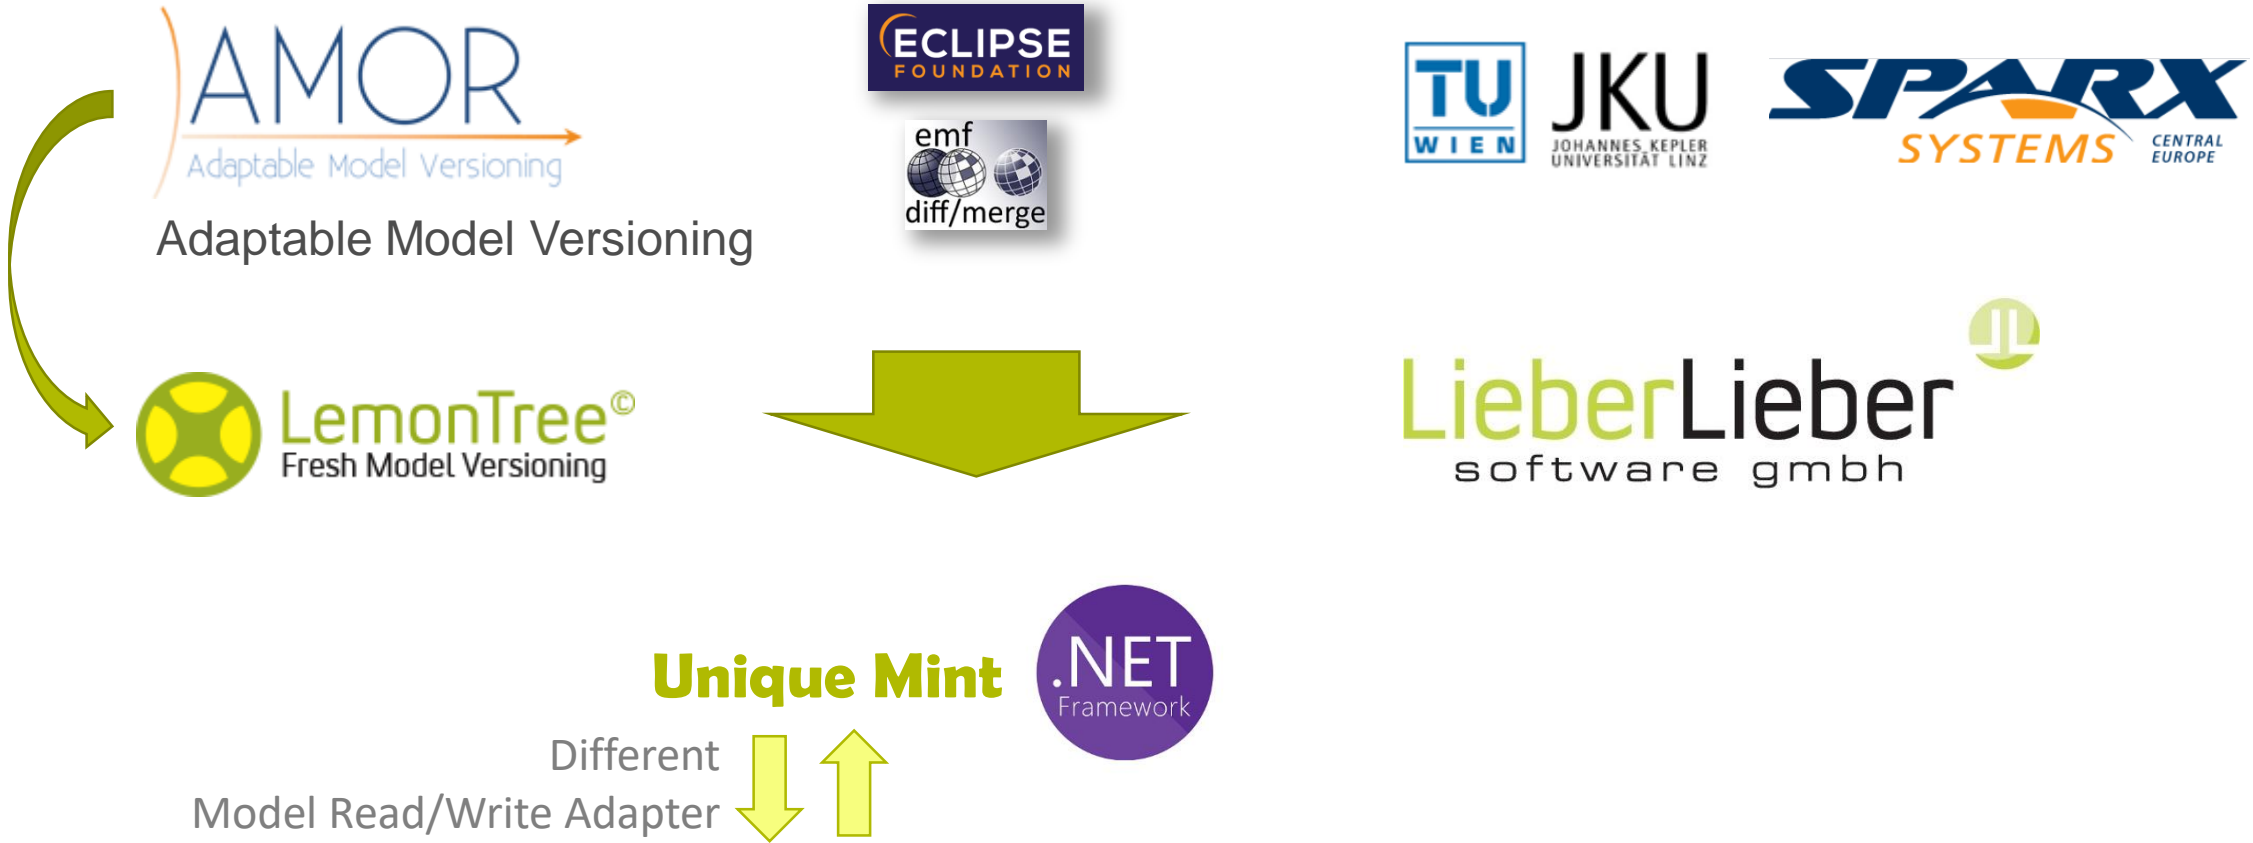 AMOR
Adaptable Model Versioning
Adaptable Model Versioning
ECLIPSE
FOUNDATION
emf
diff/merge
TU
WIEN
JKU
JOHANNES KEPLER
UNIVERSITÄT LINZ
SPARX
SYSTEMS
CENTRAL
EUROPE
LemonTree©
Fresh Model Versioning
LieberLieber
software gmbh
Unique Mint
.NET
Framework
Different
Model Read/Write Adapter